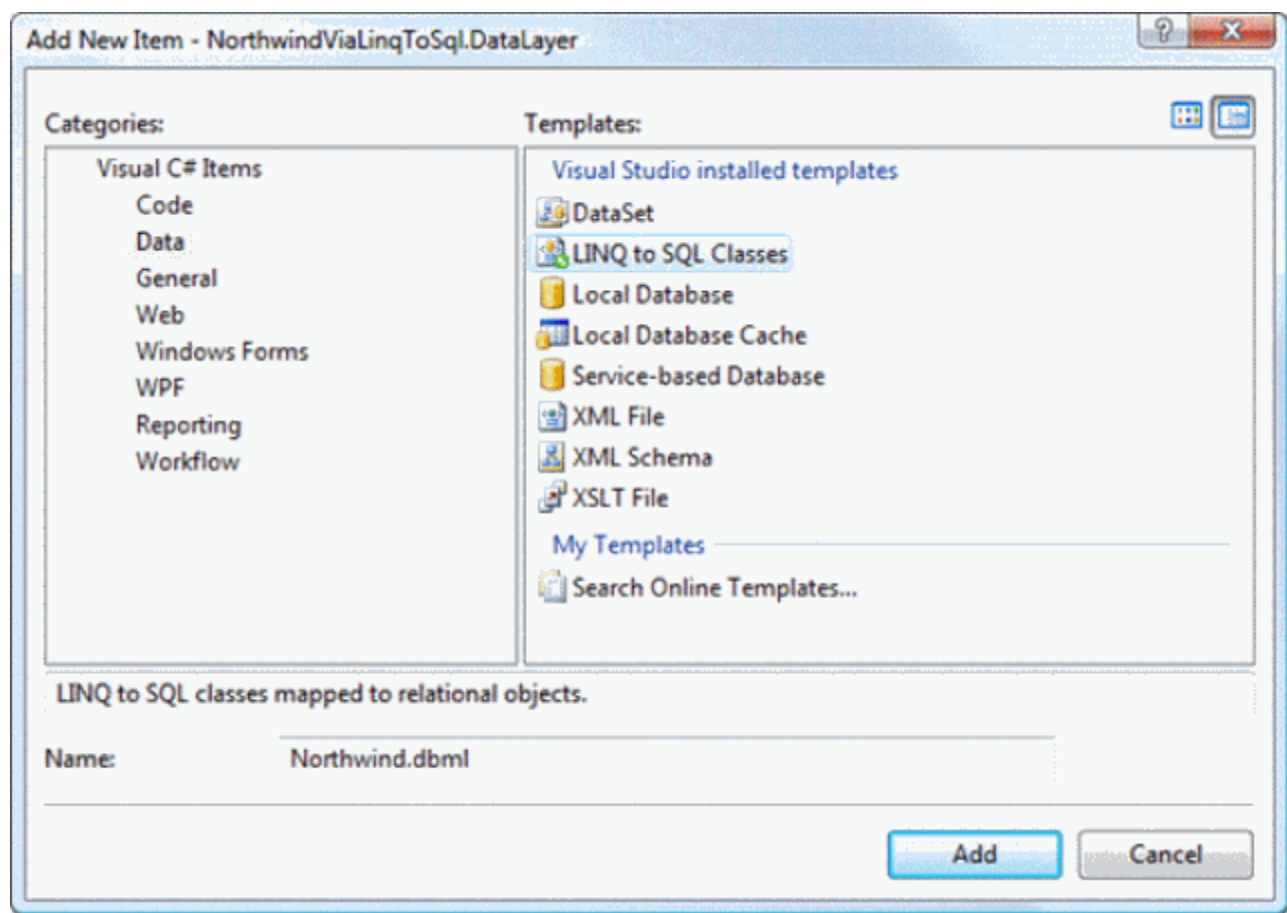 Add New Item - NorthwindViaLinqToSql.DataLayer
Categories:
Visual C# Items
Code
Data
General
Web
Windows Forms
WPF
Reporting
Workflow
Templates:
Visual Studio installed templates
DataSet
LINQ to SQL Classes
Local Database
Local Database Cache
Service-based Database
XML File
XML Schema
XSLT File
My Templates
Search Online Templates...
LINQ to SQL classes mapped to relational objects.
Name: Northwind.dbml
Add Cancel